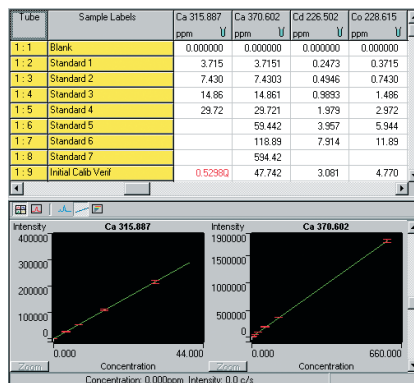 Tube Sample Labels Ca 315.887 Ca 370.602 Cd 226.502 Co 228.615
ppm ppm ppm ppm
1 : 1 Blank 0.000000 0.000000 0.000000 0.000000
1 : 2 Standard 1 3.715 3.7151 0.2473 0.3715
1 : 3 Standard 2 7.430 7.4303 0.4946 0.7430
1 : 4 Standard 3 14.86 14.861 0.9893 1.486
1 : 5 Standard 4 29.72 29.721 1.979 2.972
1 : 6 Standard 5 59.442 3.957 5.944
1 : 7 Standard 6 118.89 7.914 11.89
1 : 8 Standard 7 594.42
1 : 9 Initial Calib Verif 0.5298Q 47.742 3.081 4.770
Intensity Ca 315.887 Intensity Ca 370.602
400000 1900000
300000
200000 1000000
100000
0 0
0.000 44.000 0.000 660.000
Zoom Concentration Zoom Concentration
Concentration: 0.000ppm Intensity: 0.0 c/s